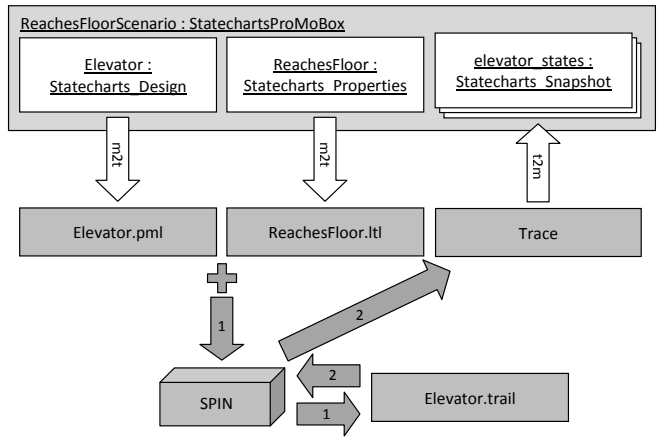 ReachesFloorScenario : StatechartsProMoBox
Elevator :
Statecharts_Design
ReachesFloor :
Statecharts_Properties
elevator_states :
Statecharts_Snapshot
m2t
m2t
t2m
Elevator.pml
ReachesFloor.ltl
Trace
1
2
2
SPIN
1
Elevator.trail